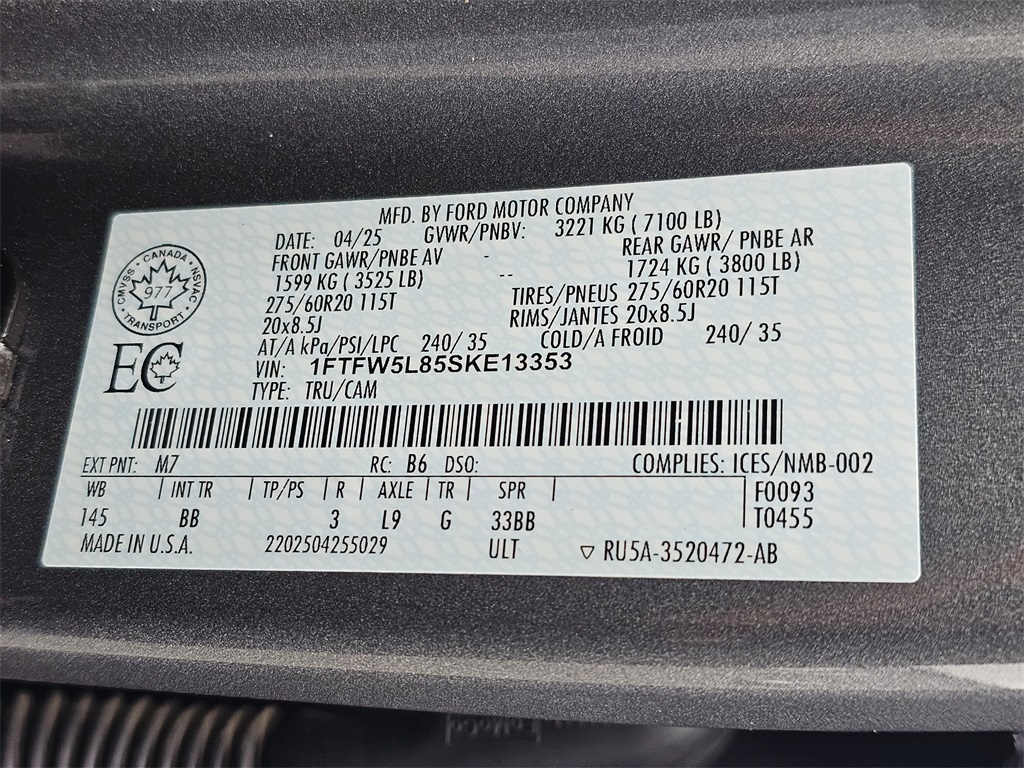 MFD. BY FORD MOTOR COMPANY
DATE: 04/25 GVWR/PNBV: 3221 KG ( 7100 LB)
FRONT GAWR/PNBE AV - REAR GAWR/ PNBE AR
1599 KG ( 3525 LB) -- 1724 KG ( 3800 LB)
275/60R20 115T TIRES/PNEUS 275/60R20 115T
20x8.5J RIMS/JANTES 20x8.5J
AT/A kPa/PSI/LPC 240/ 35 COLD/A FROID 240/ 35
VIN: 1FTFW5L85SKE13353
TYPE: TRU/CAM
CMVSS · CANADA · NSVAC · TRANSPORT ·
977
EC
EXT PNT: M7 RC: B6 DSO: COMPLIES: ICES/NMB-002
WB | INT TR | TP/PS | R | AXLE | TR | SPR | F0093
145 BB 3 L9 G 33BB T0455
MADE IN U.S.A. 2202504255029 ULT ▽ RU5A-3520472-AB